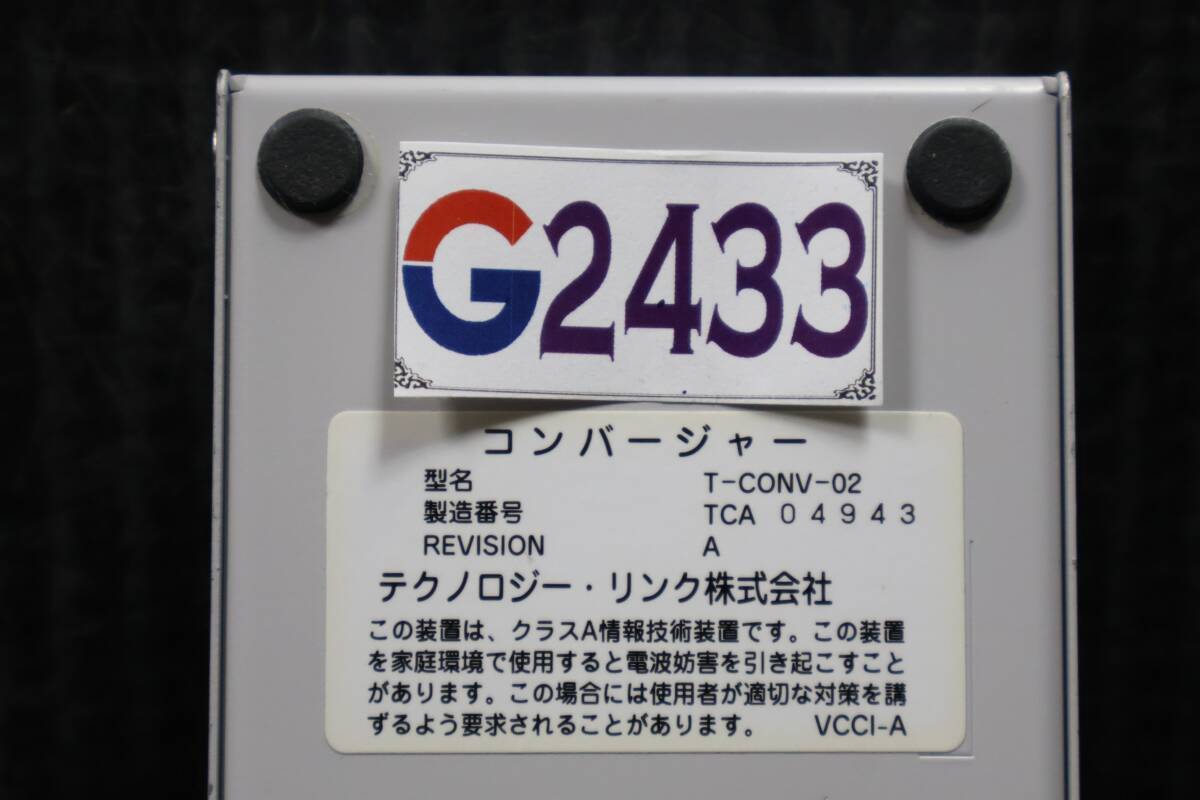 G2433
コンバージャー
型名 T-CONV-02
製造番号 TCA 04943
REVISION A
テクノロジー・リンク株式会社
この装置は、クラスA情報技術装置です。この装置
を家庭環境で使用すると電波妨害を引き起こすこと
があります。この場合には使用者が適切な対策を講
ずるよう要求されることがあります。 VCCI-A